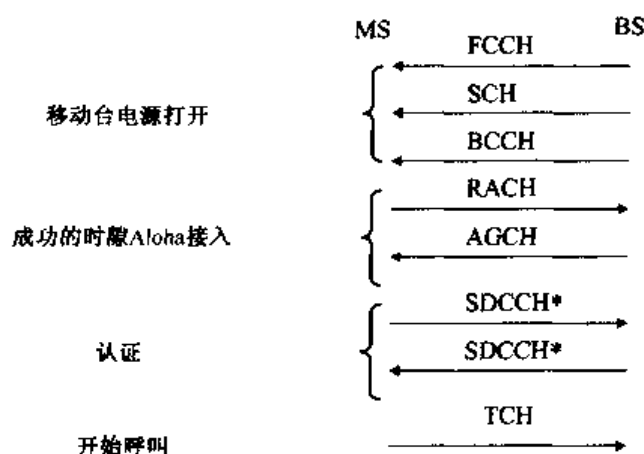 MS BS
FCCH
移动台电源打开 SCH
BCCH
RACH
成功的时隙Aloha接入 AGCH
SDCCH*
认证 SDCCH*
开始呼叫 TCH